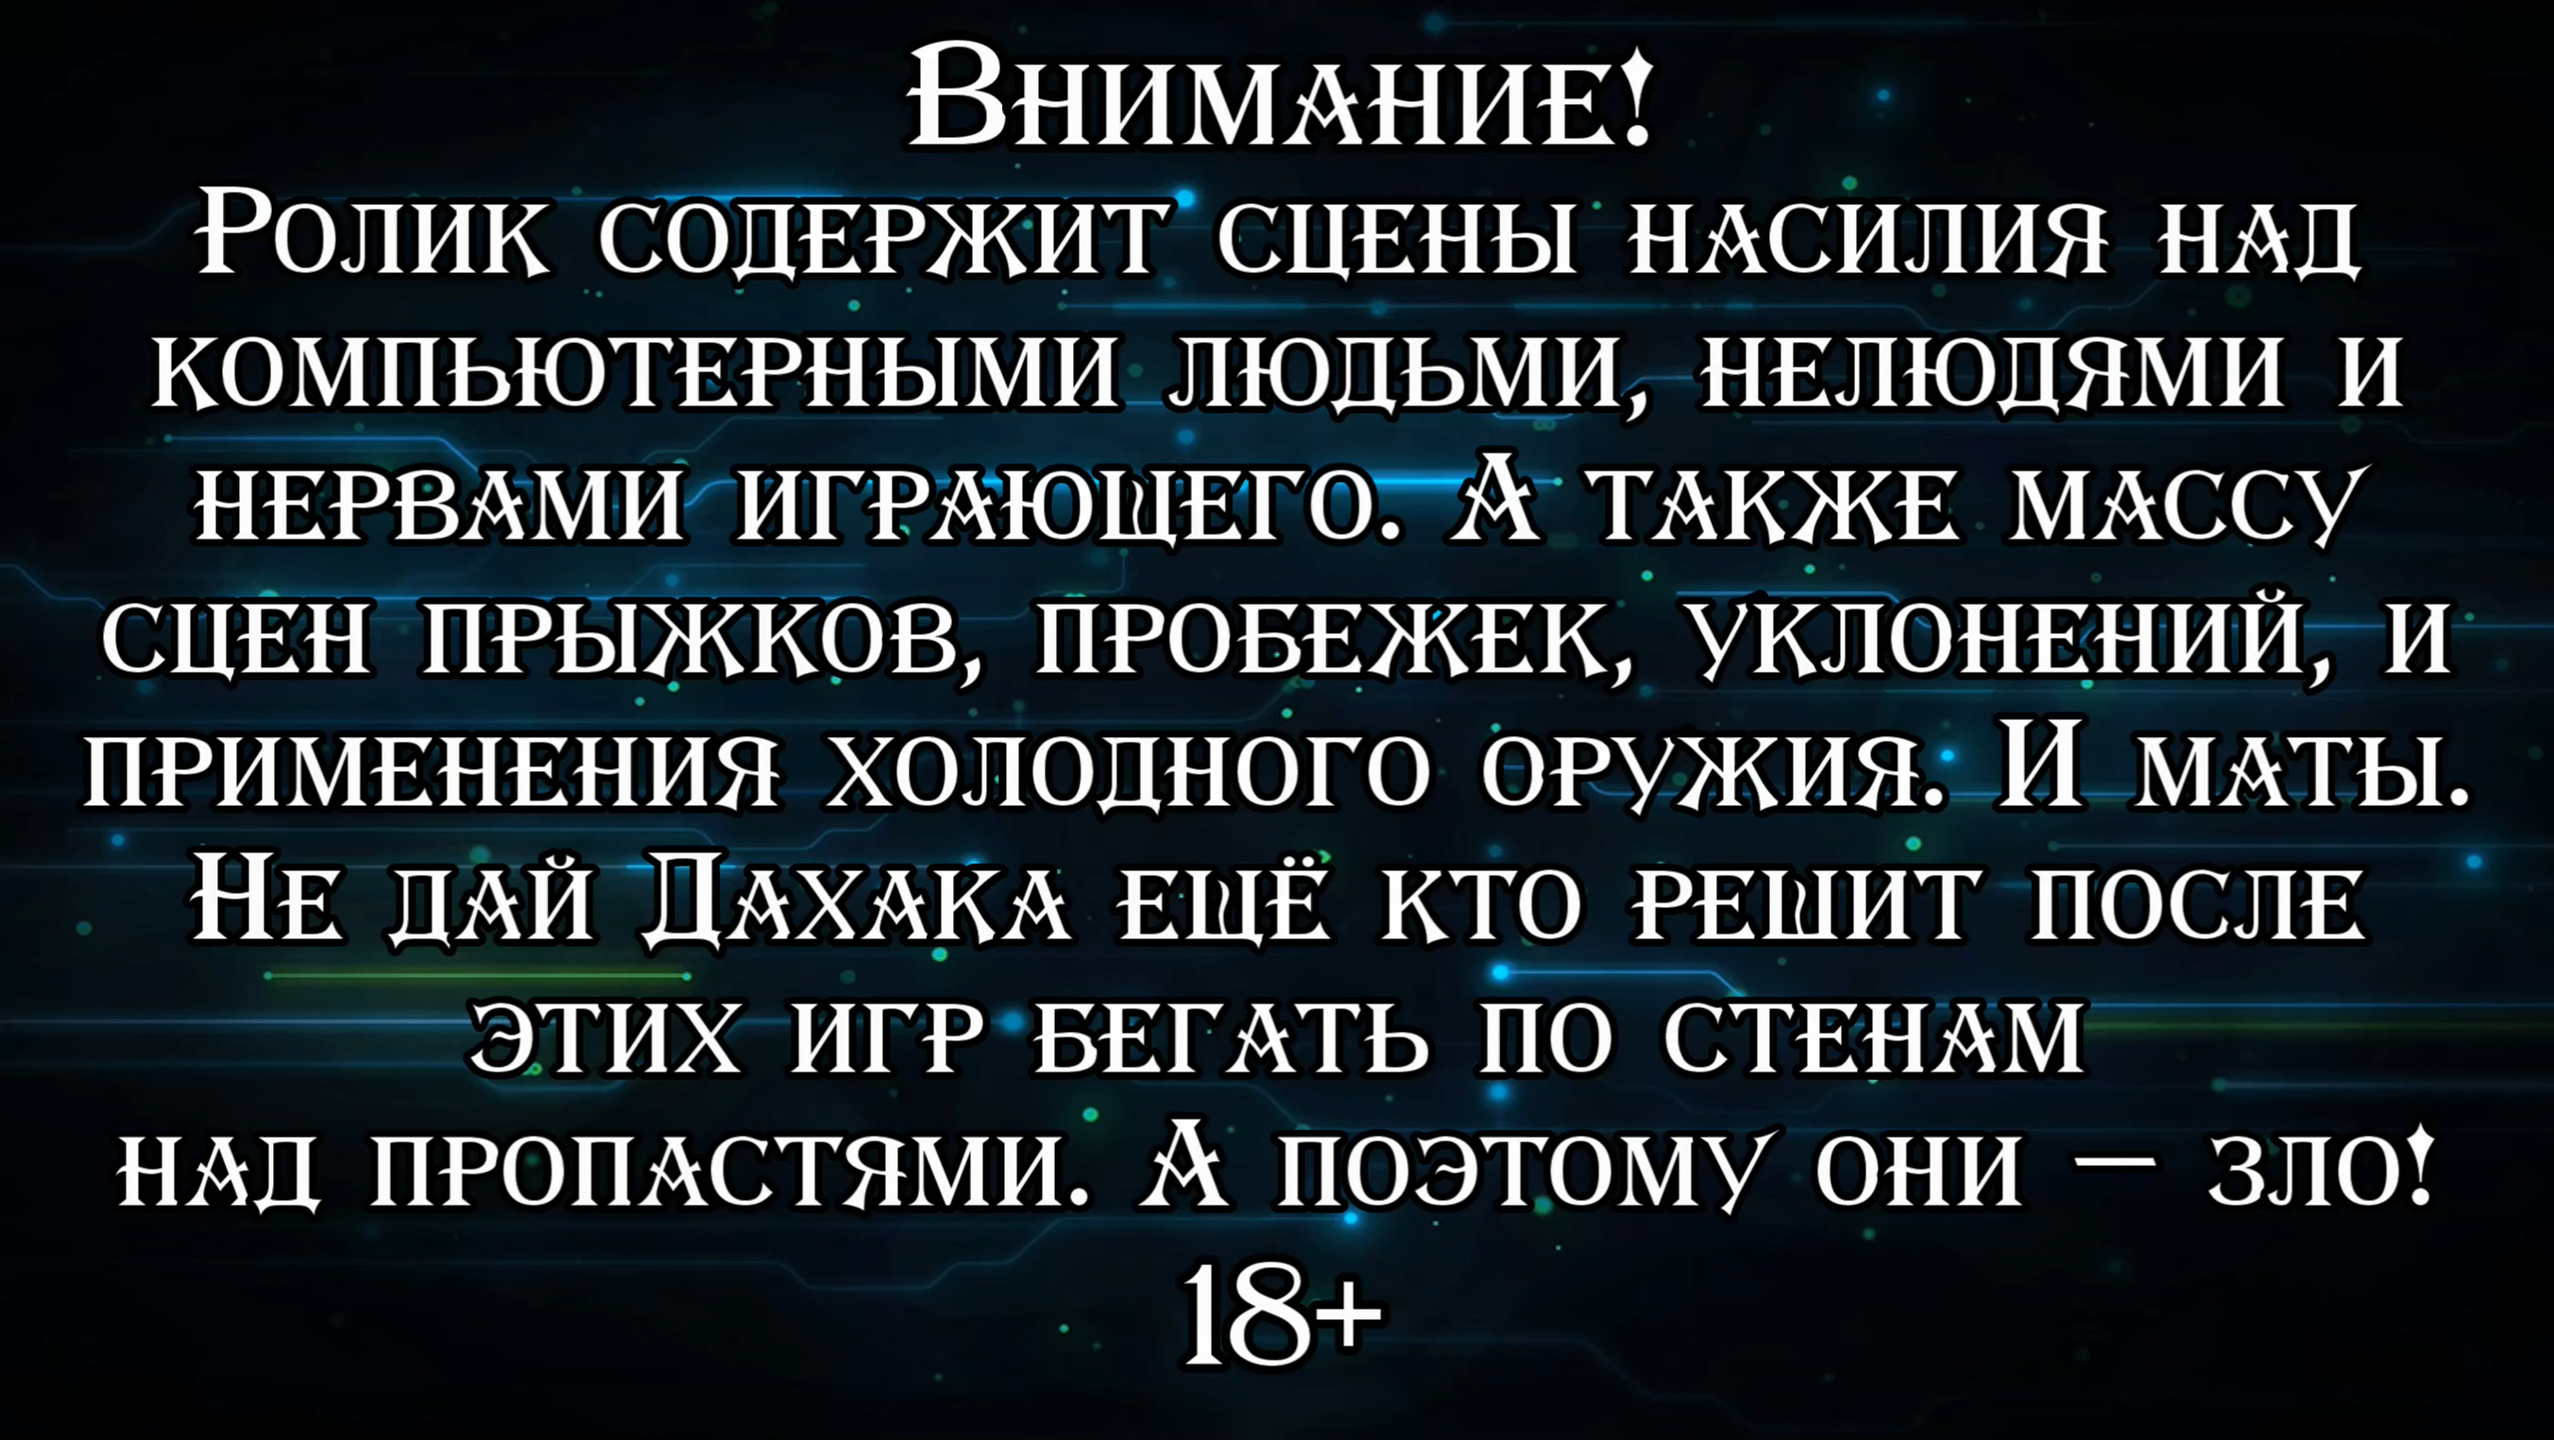 Внимание!
Ролик содержит сцены насилия над
компьютерными людьми, нелюдями и
нервами играющего. А также массу
сцен прыжков, пробежек, уклонений, и
применения холодного оружия. И маты.
Не дай Дахака ещё кто решит после
этих игр бегать по стенам
над пропастями. А поэтому они — зло!
18+